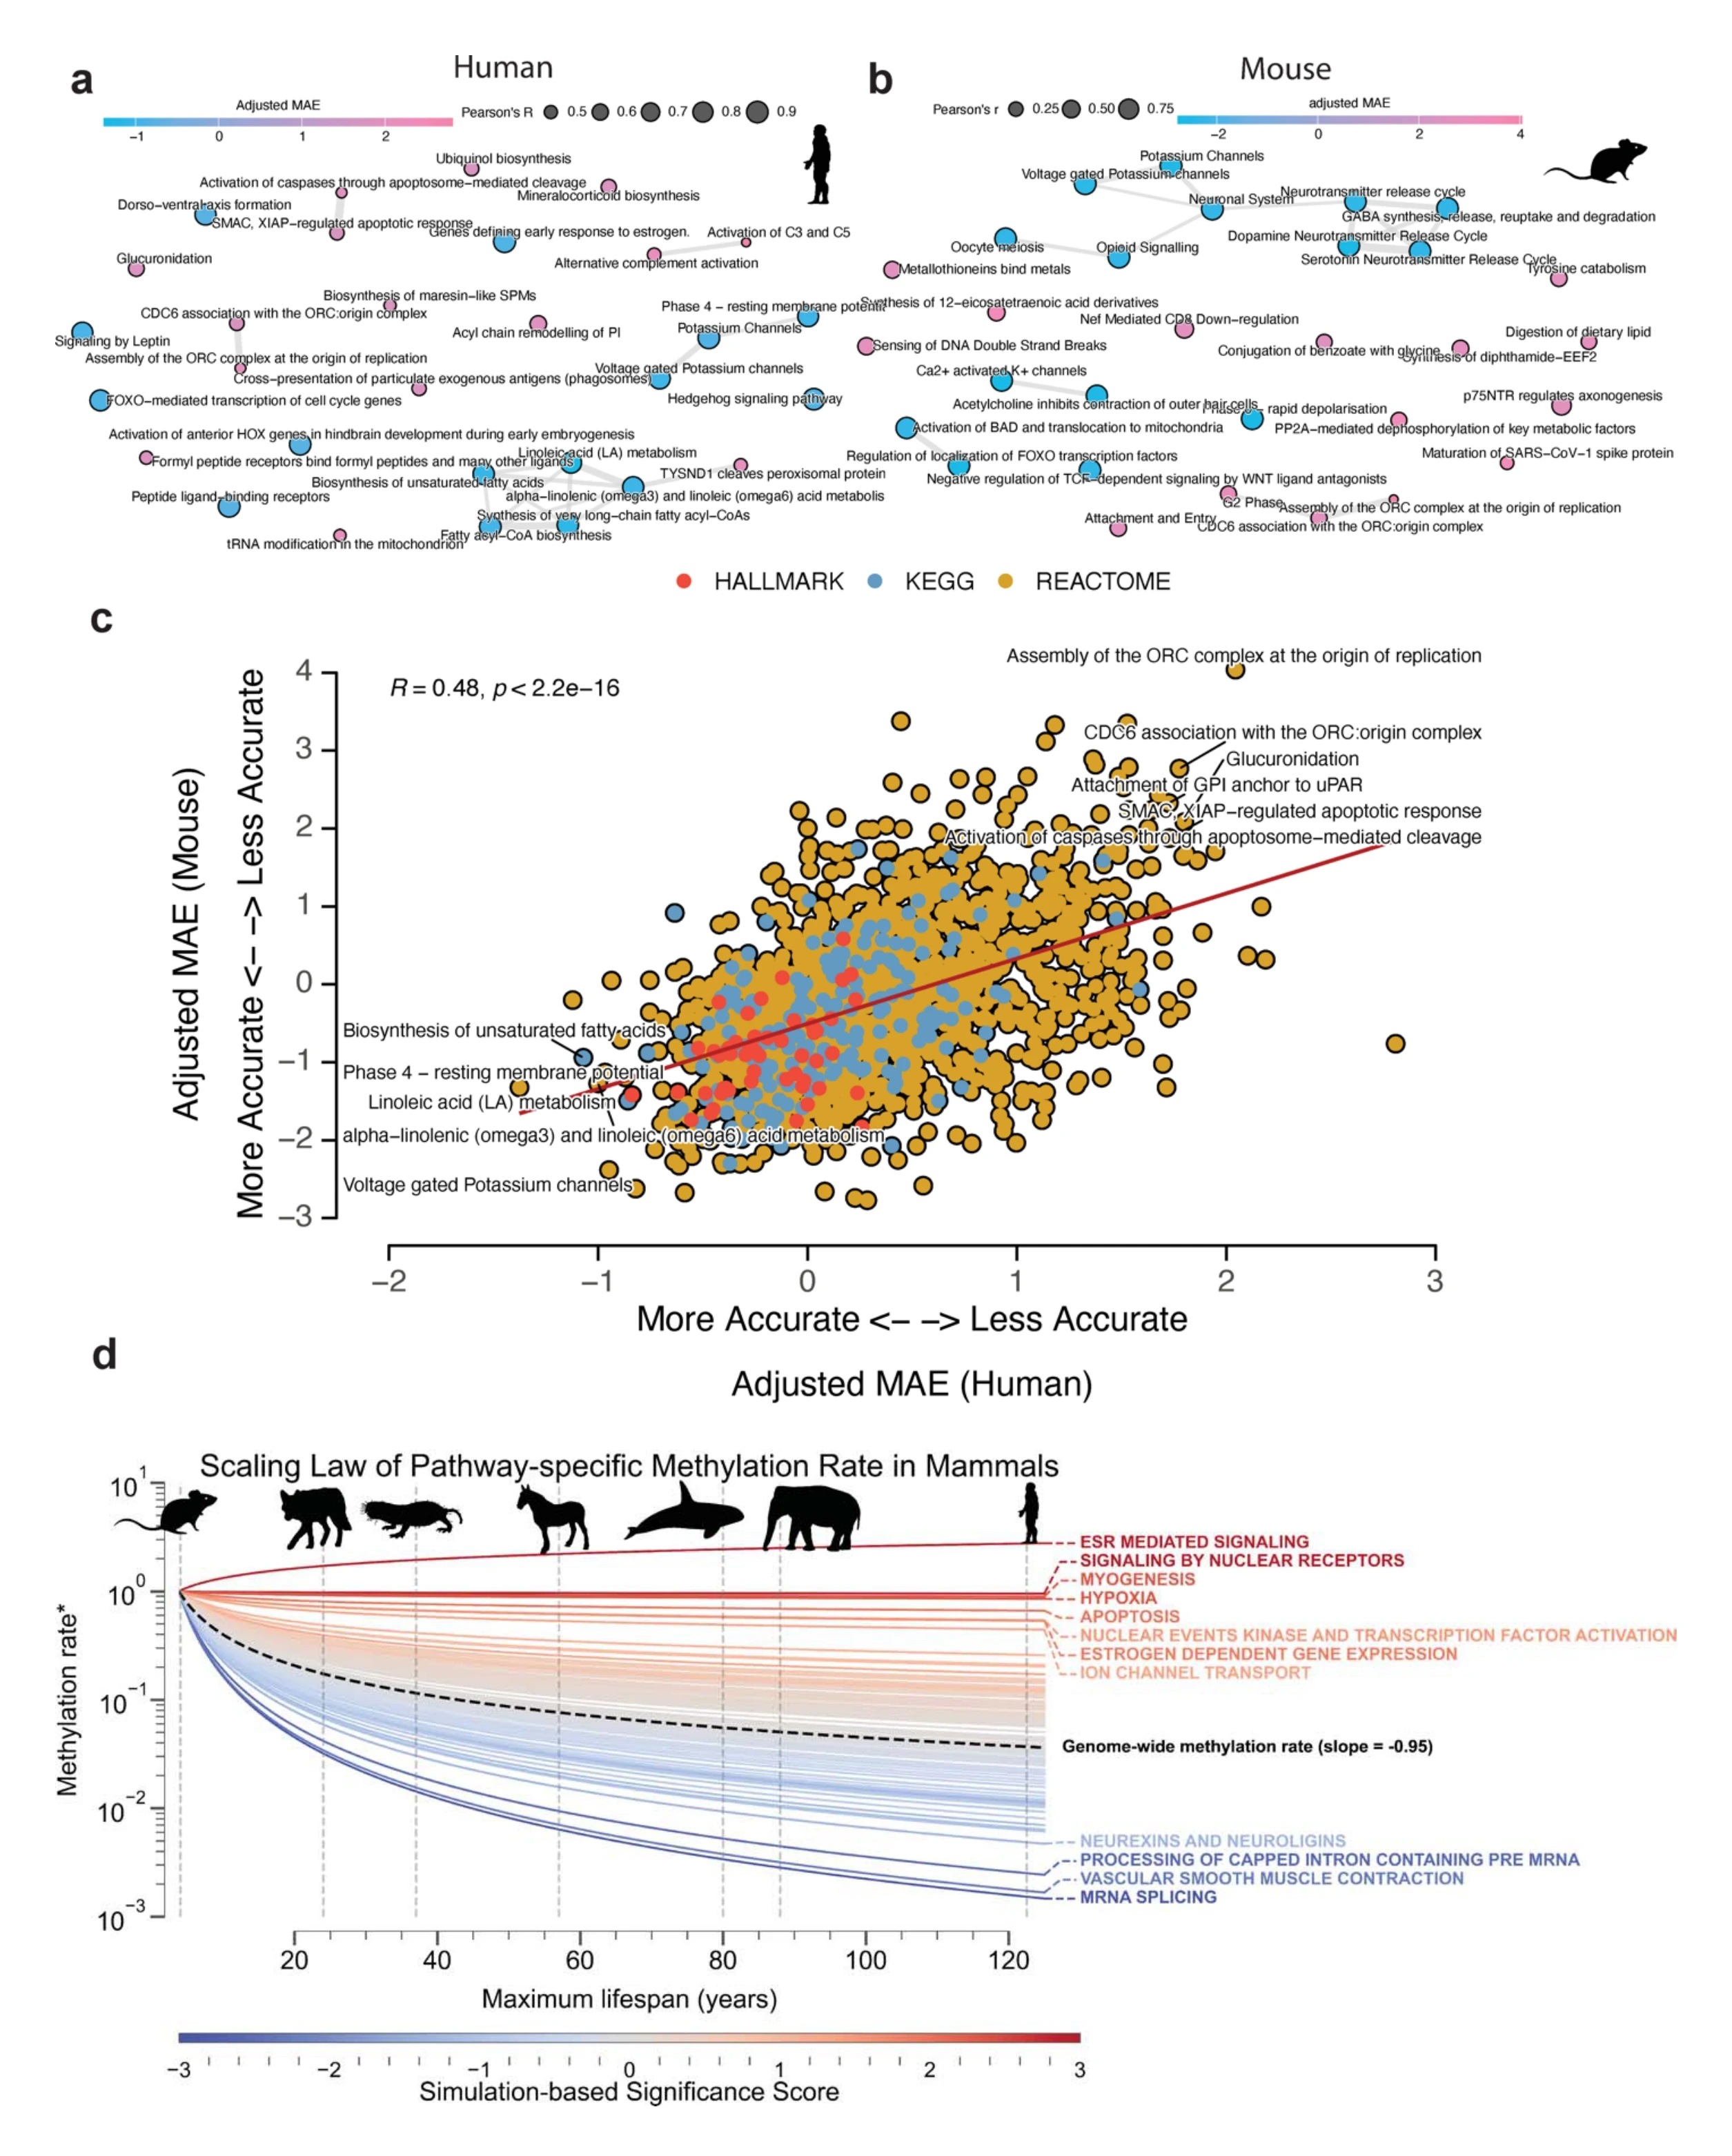 a
Human
Adjusted MAE
−1 0 1 2
Pearson's R 0.5 0.6 0.7 0.8 0.9
Ubiquinol biosynthesis
Activation of caspases through apoptosome−mediated cleavage
Mineralocorticoid biosynthesis
Dorso−ventral axis formation
SMAC, XIAP−regulated apoptotic response
Genes defining early response to estrogen.
Activation of C3 and C5
Glucuronidation
Alternative complement activation
Biosynthesis of maresin−like SPMs
Phase 4 − resting membrane potential
CDC6 association with the ORC:origin complex
Acyl chain remodelling of PI
Potassium Channels
Signaling by Leptin
Assembly of the ORC complex at the origin of replication
Voltage gated Potassium channels
Cross−presentation of particulate exogenous antigens (phagosomes)
FOXO−mediated transcription of cell cycle genes
Hedgehog signaling pathway
Activation of anterior HOX genes in hindbrain development during early embryogenesis
Linoleic acid (LA) metabolism
Formyl peptide receptors bind formyl peptides and many other ligands
TYSND1 cleaves peroxisomal protein
Biosynthesis of unsaturated fatty acids
Peptide ligand−binding receptors
alpha−linolenic (omega3) and linoleic (omega6) acid metabolis
Synthesis of very long−chain fatty acyl−CoAs
Fatty acyl−CoA biosynthesis
tRNA modification in the mitochondrion
b
Mouse
Pearson's r 0.25 0.50 0.75
adjusted MAE
−2 0 2 4
Potassium Channels
Voltage gated Potassium channels
Neuronal System
Neurotransmitter release cycle
GABA synthesis, release, reuptake and degradation
Oocyte meiosis
Opioid Signalling
Dopamine Neurotransmitter Release Cycle
Serotonin Neurotransmitter Release Cycle
Metallothioneins bind metals
Tyrosine catabolism
Synthesis of 12−eicosatetraenoic acid derivatives
Nef Mediated CD8 Down−regulation
Digestion of dietary lipid
Sensing of DNA Double Strand Breaks
Conjugation of benzoate with glycine
Synthesis of diphthamide−EEF2
Ca2+ activated K+ channels
p75NTR regulates axonogenesis
Acetylcholine inhibits contraction of outer hair cells
rapid depolarisation
Activation of BAD and translocation to mitochondria
PP2A−mediated dephosphorylation of key metabolic factors
Regulation of localization of FOXO transcription factors
Maturation of SARS−CoV−1 spike protein
Negative regulation of TCF−dependent signaling by WNT ligand antagonists
G2 Phase
Assembly of the ORC complex at the origin of replication
Attachment and Entry
CDC6 association with the ORC:origin complex
HALLMARK KEGG REACTOME
c
Adjusted MAE (Mouse)
More Accurate <− −> Less Accurate
4
3
2
1
0
−1
−2
−3
R = 0.48, p < 2.2e−16
Assembly of the ORC complex at the origin of replication
CDC6 association with the ORC:origin complex
Glucuronidation
Attachment of GPI anchor to uPAR
SMAC, XIAP−regulated apoptotic response
Activation of caspases through apoptosome−mediated cleavage
Biosynthesis of unsaturated fatty acids
Phase 4 − resting membrane potential
Linoleic acid (LA) metabolism
alpha−linolenic (omega3) and linoleic (omega6) acid metabolism
Voltage gated Potassium channels
−2 −1 0 1 2 3
More Accurate <− −> Less Accurate
Adjusted MAE (Human)
d
Scaling Law of Pathway-specific Methylation Rate in Mammals
Methylation rate*
10^1
10^0
10^−1
10^−2
10^−3
ESR MEDIATED SIGNALING
SIGNALING BY NUCLEAR RECEPTORS
MYOGENESIS
HYPOXIA
APOPTOSIS
NUCLEAR EVENTS KINASE AND TRANSCRIPTION FACTOR ACTIVATION
ESTROGEN DEPENDENT GENE EXPRESSION
ION CHANNEL TRANSPORT
Genome-wide methylation rate (slope = -0.95)
NEUREXINS AND NEUROLIGINS
PROCESSING OF CAPPED INTRON CONTAINING PRE MRNA
VASCULAR SMOOTH MUSCLE CONTRACTION
MRNA SPLICING
20 40 60 80 100 120
Maximum lifespan (years)
−3 −2 −1 0 1 2 3
Simulation-based Significance Score